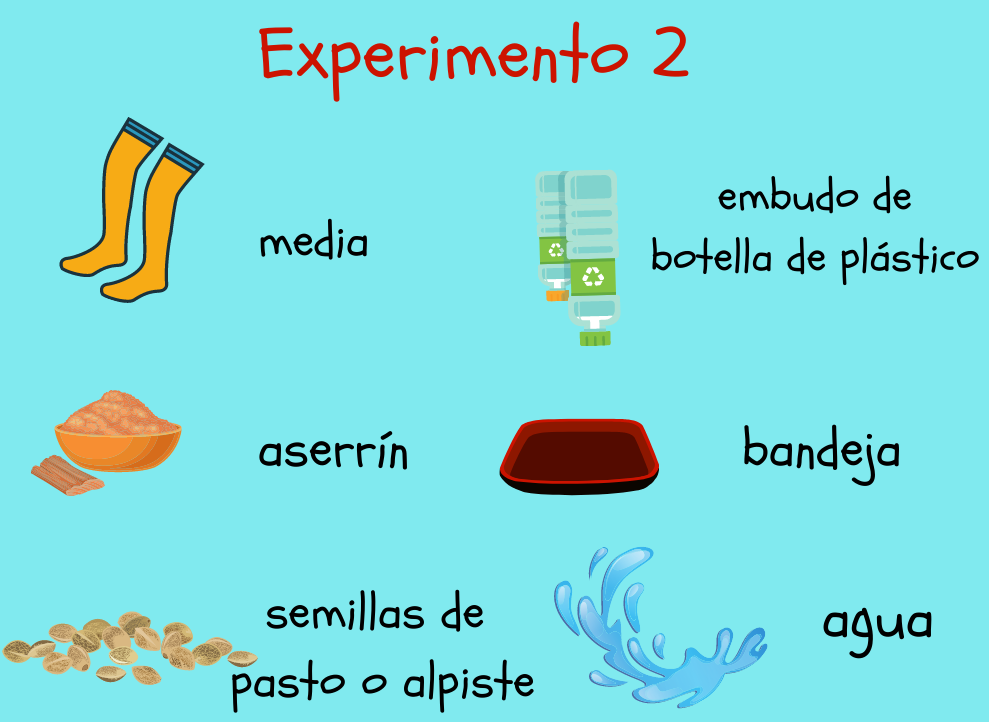 Experimento 2
media
embudo de
botella de plástico
aserrín
bandeja
semillas de
pasto o alpiste
agua